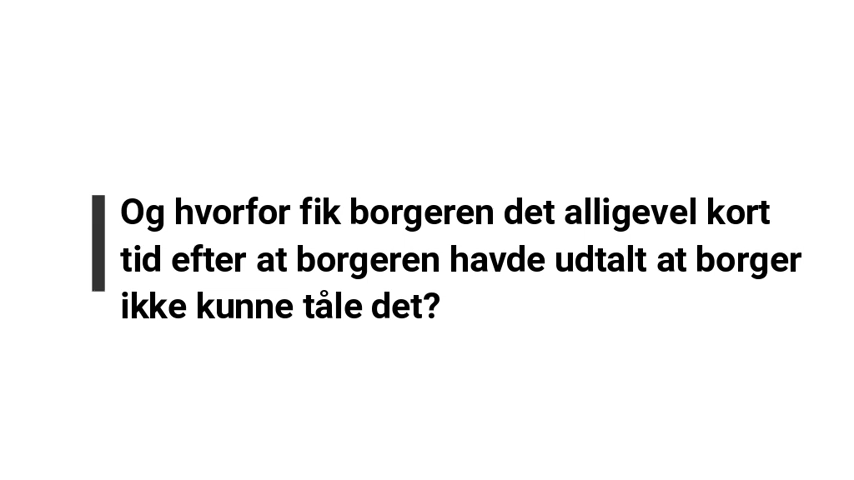 Og hvorfor fik borgeren det alligevel kort
tid efter at borgeren havde udtalt at borger
ikke kunne tåle det?